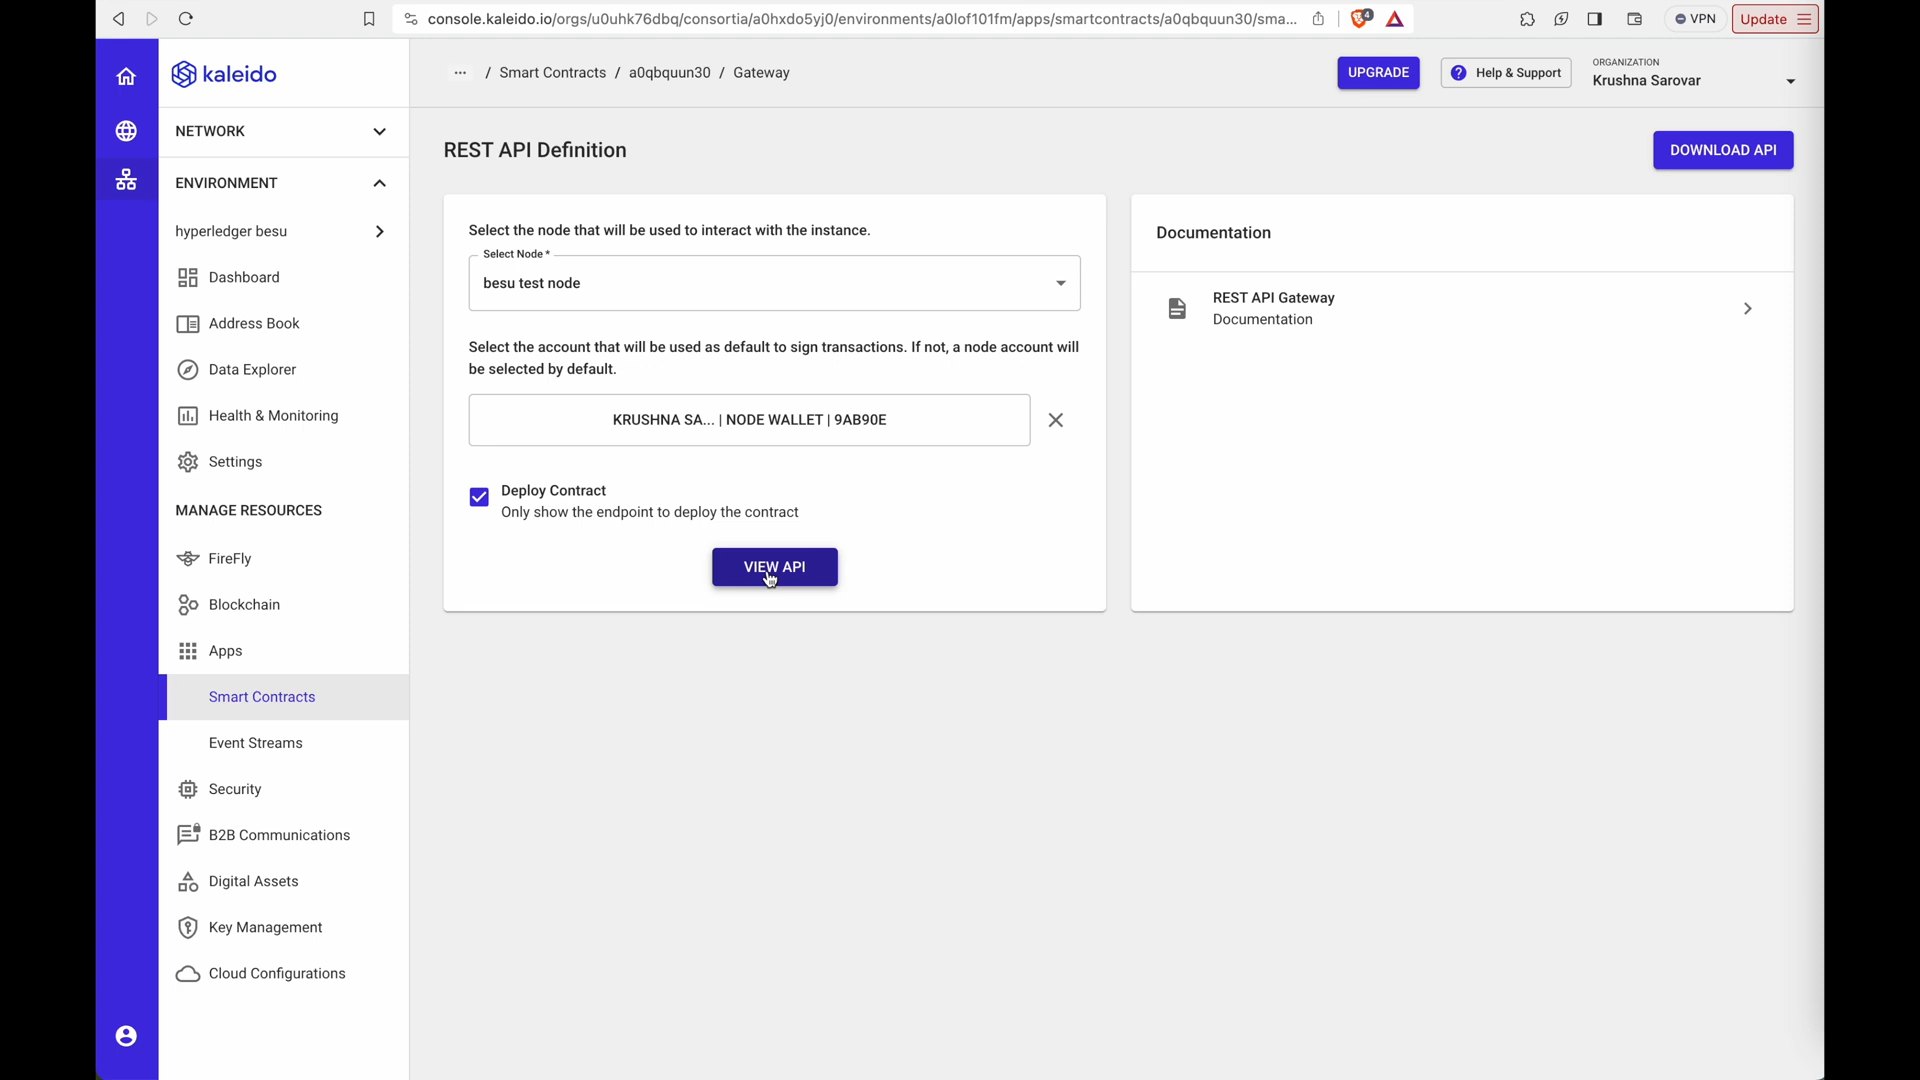 console.kaleido.io/orgs/u0uhk76dbq/consortia/a0hxdo5yj0/environments/a0lof101fm/apps/smartcontracts/a0qbquun30/sma...
4
VPN
Update
kaleido
... / Smart Contracts / a0qbquun30 / Gateway
UPGRADE
? Help & Support
ORGANIZATION
Krushna Sarovar
NETWORK
ENVIRONMENT
hyperledger besu
Dashboard
Address Book
Data Explorer
Health & Monitoring
Settings
MANAGE RESOURCES
FireFly
Blockchain
Apps
Smart Contracts
Event Streams
Security
B2B Communications
Digital Assets
Key Management
Cloud Configurations
REST API Definition
DOWNLOAD API
Select the node that will be used to interact with the instance.
Select Node *
besu test node
Select the account that will be used as default to sign transactions. If not, a node account will
be selected by default.
KRUSHNA SA... | NODE WALLET | 9AB90E
Deploy Contract
Only show the endpoint to deploy the contract
VIEW API
Documentation
REST API Gateway
Documentation